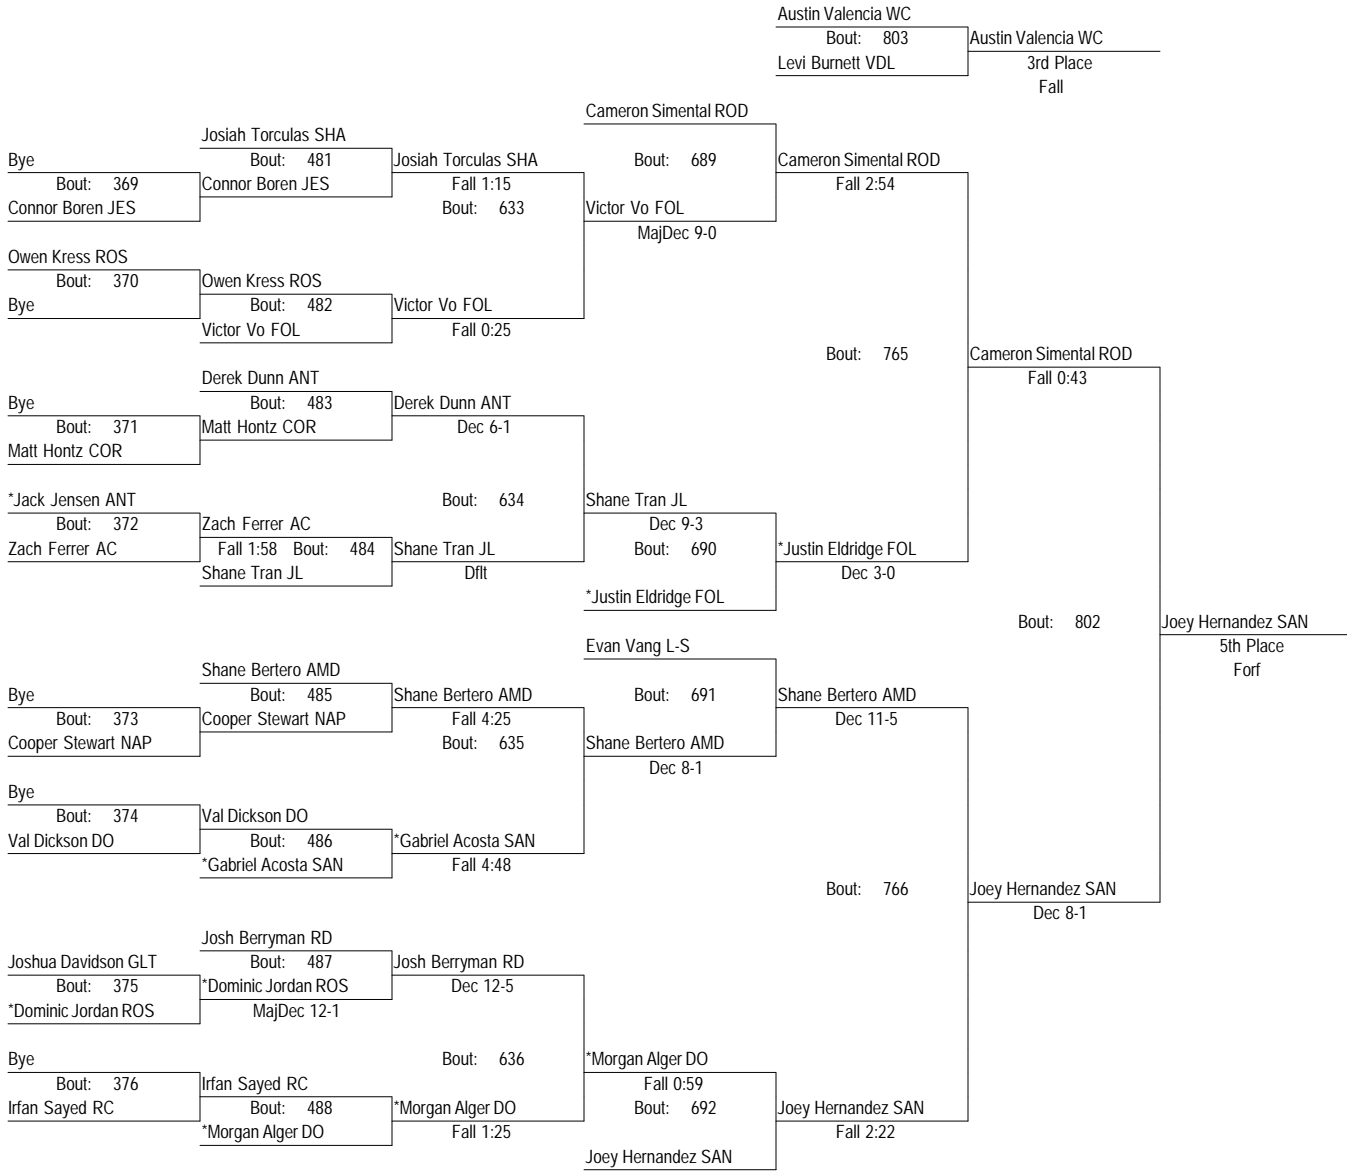 Austin Valencia WC
Bout: 803 Austin Valencia WC
Levi Burnett VDL 3rd Place
Fall
Cameron Simental ROD
Josiah Torculas SHA
Bye Bout: 481 Josiah Torculas SHA Bout: 689 Cameron Simental ROD
Bout: 369 Connor Boren JES Fall 1:15 Fall 2:54
Connor Boren JES Bout: 633 Victor Vo FOL
MajDec 9-0
Owen Kress ROS
Bout: 370 Owen Kress ROS
Bye Bout: 482 Victor Vo FOL
Victor Vo FOL Fall 0:25
Bout: 765 Cameron Simental ROD
Derek Dunn ANT Fall 0:43
Bye Bout: 483 Derek Dunn ANT
Bout: 371 Matt Hontz COR Dec 6-1
Matt Hontz COR
*Jack Jensen ANT Bout: 634 Shane Tran JL
Bout: 372 Zach Ferrer AC Dec 9-3
Zach Ferrer AC Fall 1:58 Bout: 484 Shane Tran JL Bout: 690 *Justin Eldridge FOL
Shane Tran JL Dflt Dec 3-0
*Justin Eldridge FOL
Bout: 802 Joey Hernandez SAN
Evan Vang L-S 5th Place
Shane Bertero AMD Forf
Bye Bout: 485 Shane Bertero AMD Bout: 691 Shane Bertero AMD
Bout: 373 Cooper Stewart NAP Fall 4:25 Dec 11-5
Cooper Stewart NAP Bout: 635 Shane Bertero AMD
Dec 8-1
Bye
Bout: 374 Val Dickson DO
Val Dickson DO Bout: 486 *Gabriel Acosta SAN
*Gabriel Acosta SAN Fall 4:48
Bout: 766 Joey Hernandez SAN
Dec 8-1
Josh Berryman RD
Joshua Davidson GLT Bout: 487 Josh Berryman RD
Bout: 375 *Dominic Jordan ROS Dec 12-5
*Dominic Jordan ROS MajDec 12-1
Bye Bout: 636 *Morgan Alger DO
Bout: 376 Irfan Sayed RC Fall 0:59
Irfan Sayed RC Bout: 488 *Morgan Alger DO Bout: 692 Joey Hernandez SAN
*Morgan Alger DO Fall 1:25 Fall 2:22
Joey Hernandez SAN